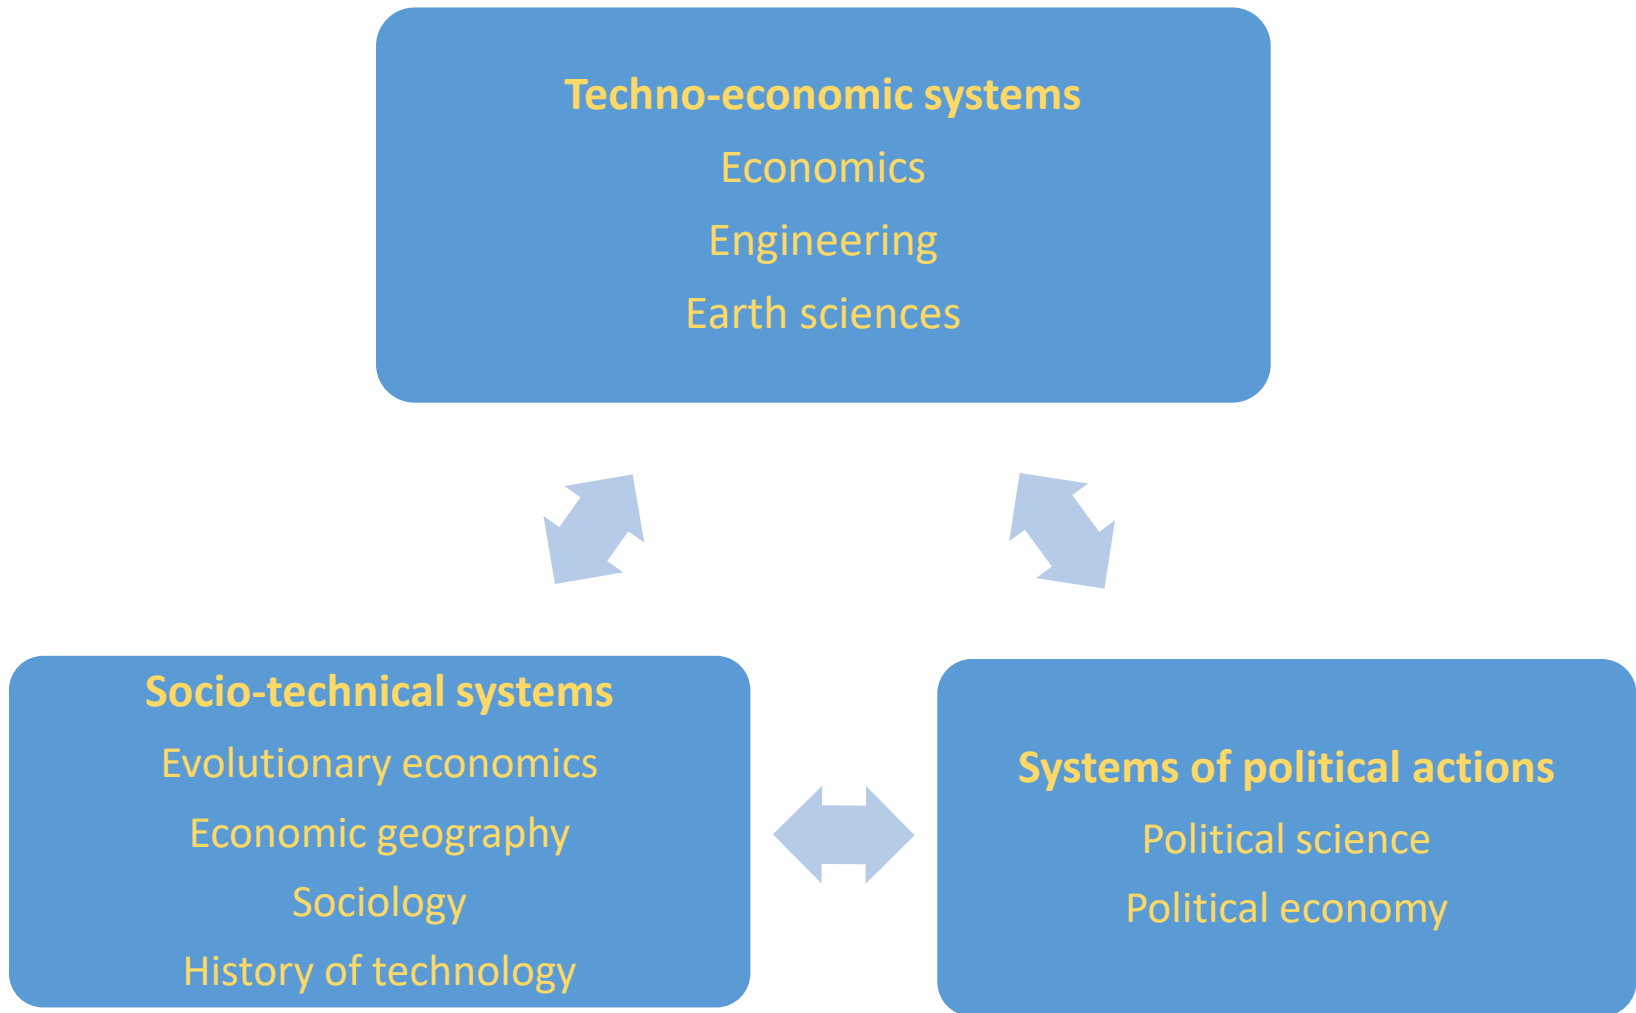 Techno-economic systems
Economics
Engineering
Earth sciences
Socio-technical systems
Evolutionary economics
Economic geography
Sociology
History of technology
Systems of political actions
Political science
Political economy